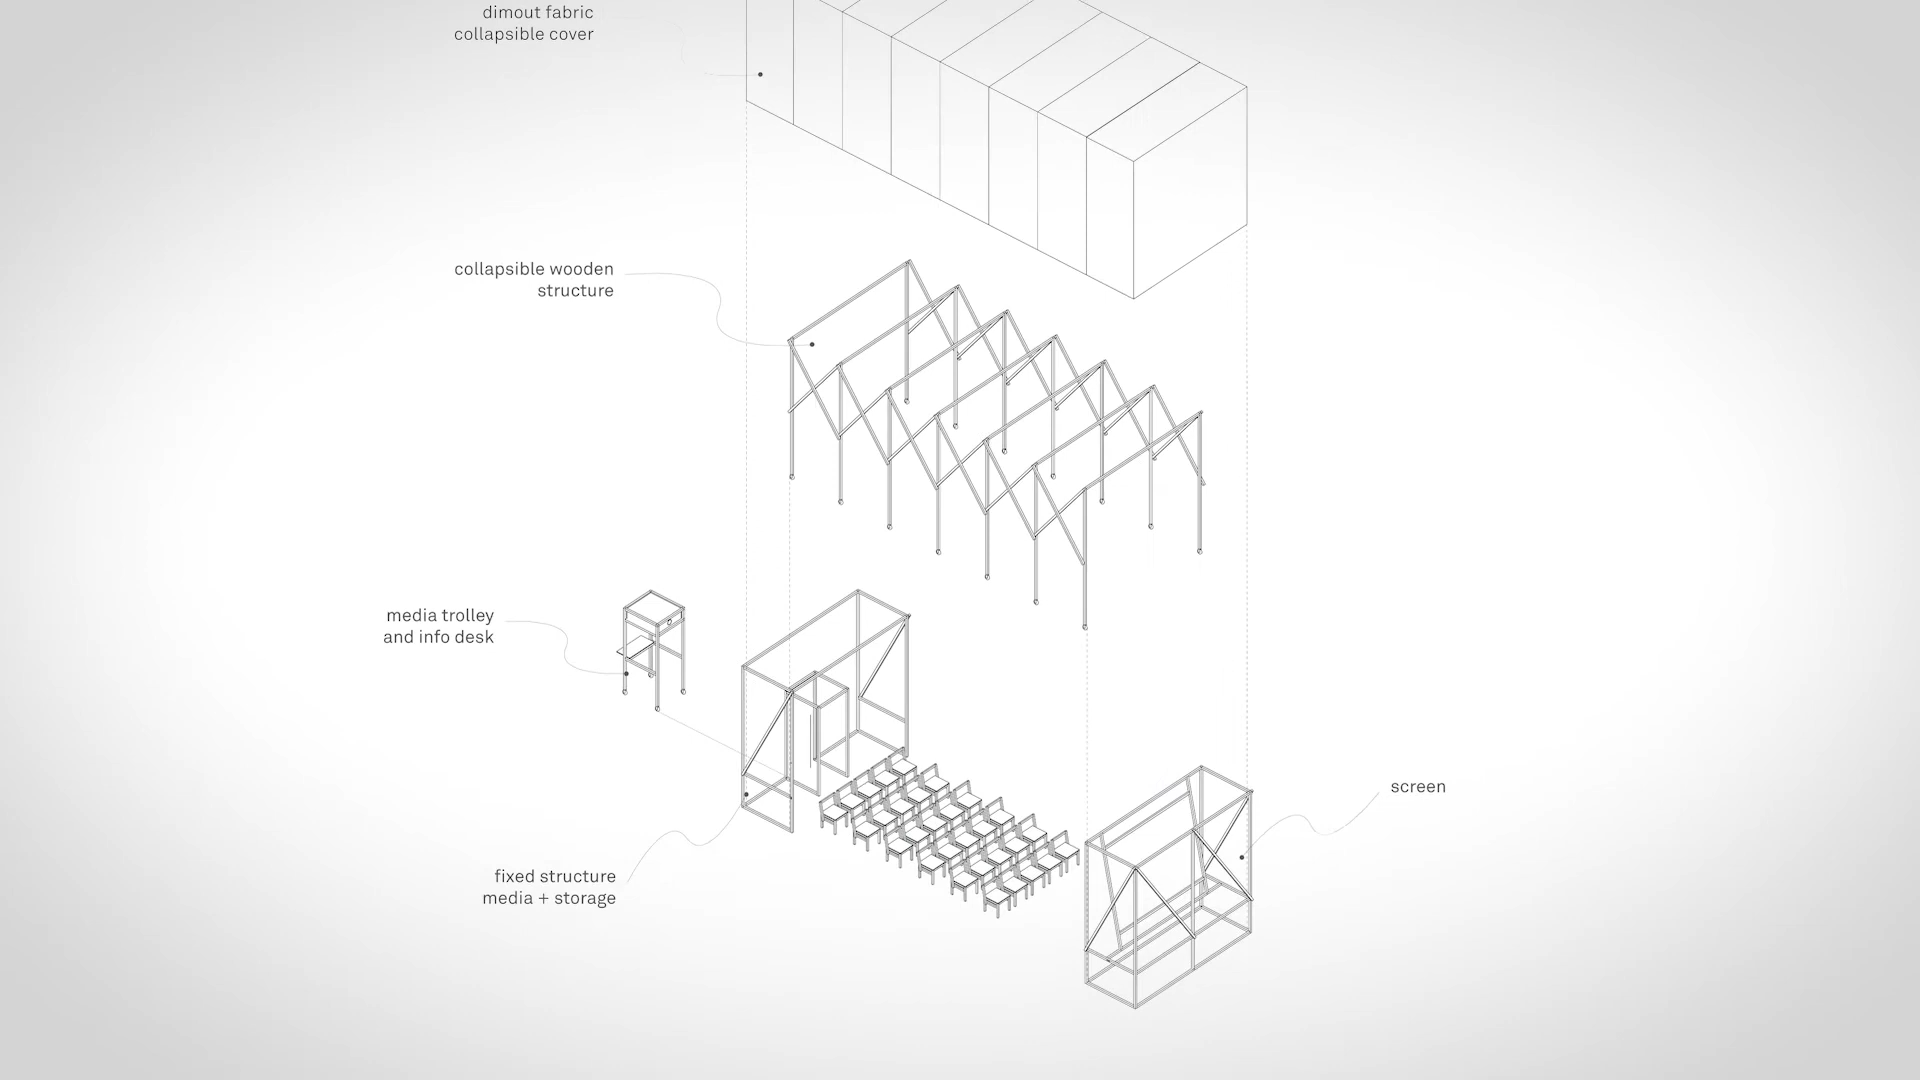 dimout fabric
collapsible cover
collapsible wooden
structure
media trolley
and info desk
screen
fixed structure
media + storage